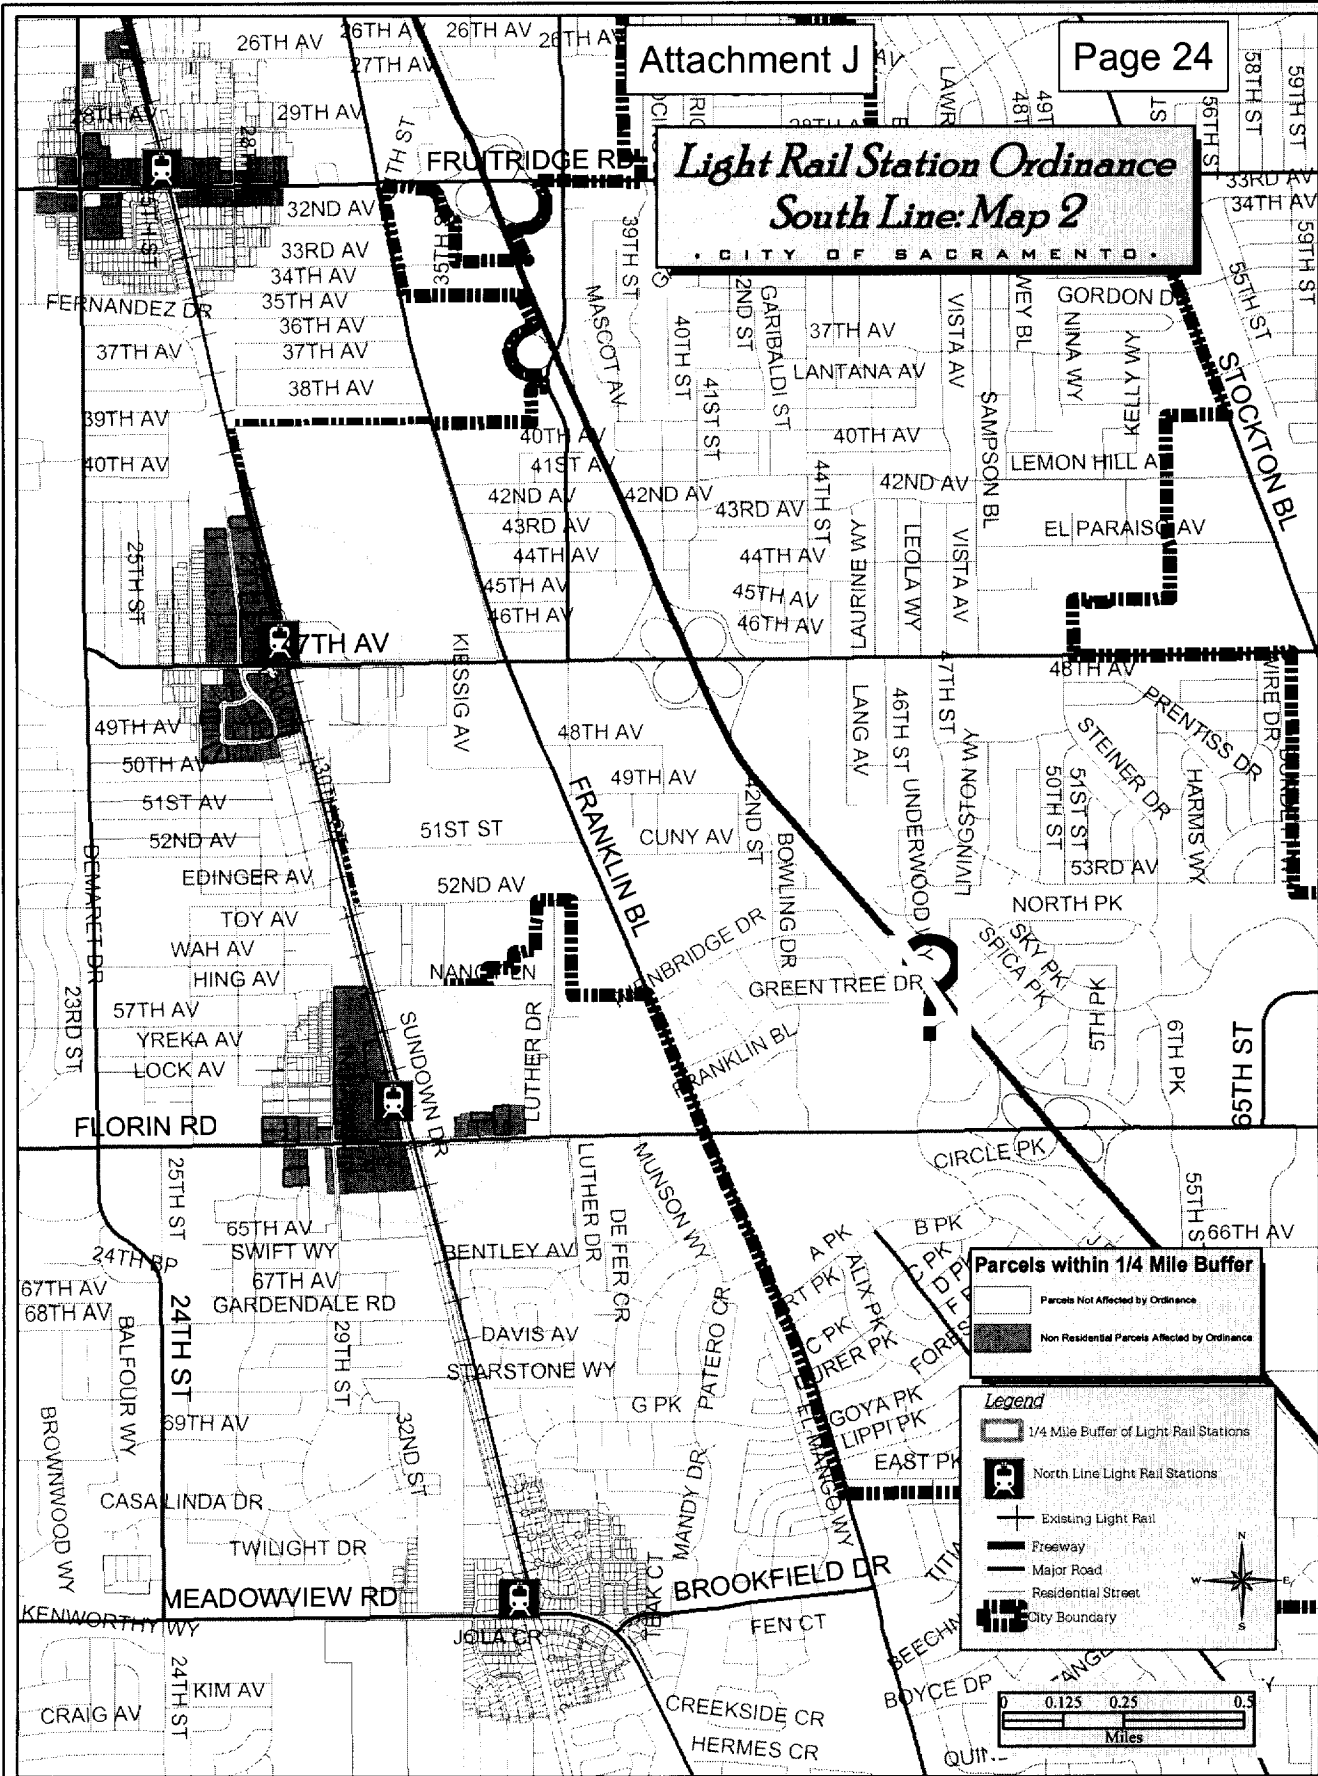 Attachment J
Page 24
Light Rail Station Ordinance
South Line: Map 2
· CITY OF SACRAMENTO ·
26TH AV
26TH AV
26TH AV
26TH AV
27TH AV
29TH AV
28TH AV
58TH ST
59TH ST
56TH ST
FRUITRIDGE RD
33RD AV
34TH AV
32ND AV
33RD AV
34TH AV
35TH AV
36TH AV
37TH AV
38TH AV
FERNANDEZ DR
37TH AV
39TH AV
40TH AV
25TH ST
39TH ST
MASCOT AV
40TH ST
41ST ST
GARIBALDI ST
37TH AV
LANTANA AV
VISTA AV
GORDON D
NINA WY
KELLY WY
55TH ST
59TH ST
STOCKTON BL
SAMPSON BL
40TH AV
41ST AV
42ND AV
43RD AV
44TH AV
45TH AV
46TH AV
42ND AV
43RD AV
44TH AV
45TH AV
46TH AV
40TH AV
44TH ST
42ND AV
LEMON HILL A
EL PARAISO AV
LAURRINE WY
LEOLA WY
VISTA AV
47TH AV
KIESSIG AV
48TH AV
49TH AV
50TH AV
51ST AV
52ND AV
EDINGER AV
TOY AV
WAH AV
HING AV
57TH AV
YREKA AV
LOCK AV
DEMARET DR
23RD ST
30TH ST
48TH AV
49TH AV
51ST ST
52ND AV
CUNY AV
42ND ST
BOWLING DR
FRANKLIN BL
LANG AV
46TH ST
UNDERWOOD WY
47TH ST
LIVINGSTON WY
50TH ST
51ST ST
STEINER DR
PRENTISS DR
HARMS WY
WIRE DR
53RD AV
NORTH PK
SKY PK
SPICA PK
5TH PK
6TH PK
65TH ST
GREEN TREE DR
FRANKLIN BL
LUTHER DR
SUNDOWN DR
FLORIN RD
CIRCLE PK
55TH S
66TH AV
25TH ST
65TH AV
SWIFT WY
67TH AV
GARDENDALE RD
67TH AV
68TH AV
24TH ST
BALFOUR WY
BROWNWOOD WY
69TH AV
29TH ST
32ND ST
BENTLEY AV
LUTHER DR
MUNSON WY
DE FER CR
DAVIS AV
STARSTONE WY
G PK
PATERO CR
MANDY DR
A PK
B PK
C PK
ALIX PK
C PK
GOYA PK
LIPPI PK
EAST PK
EL MANGO WY
CASA LINDA DR
TWILIGHT DR
MEADOWVIEW RD
KENWORTHY WY
JOLA CR
TEAK CT
BROOKFIELD DR
FEN CT
24TH ST
KIM AV
CRAIG AV
CREEKSIDE CR
HERMES CR
Parcels within 1/4 Mile Buffer
Parcels Not Affected by Ordinance
Non Residential Parcels Affected by Ordinance
Legend
1/4 Mile Buffer of Light Rail Stations
North Line Light Rail Stations
Existing Light Rail
Freeway
Major Road
Residential Street
City Boundary
N
W
E
S
0 0.125 0.25 0.5
Miles